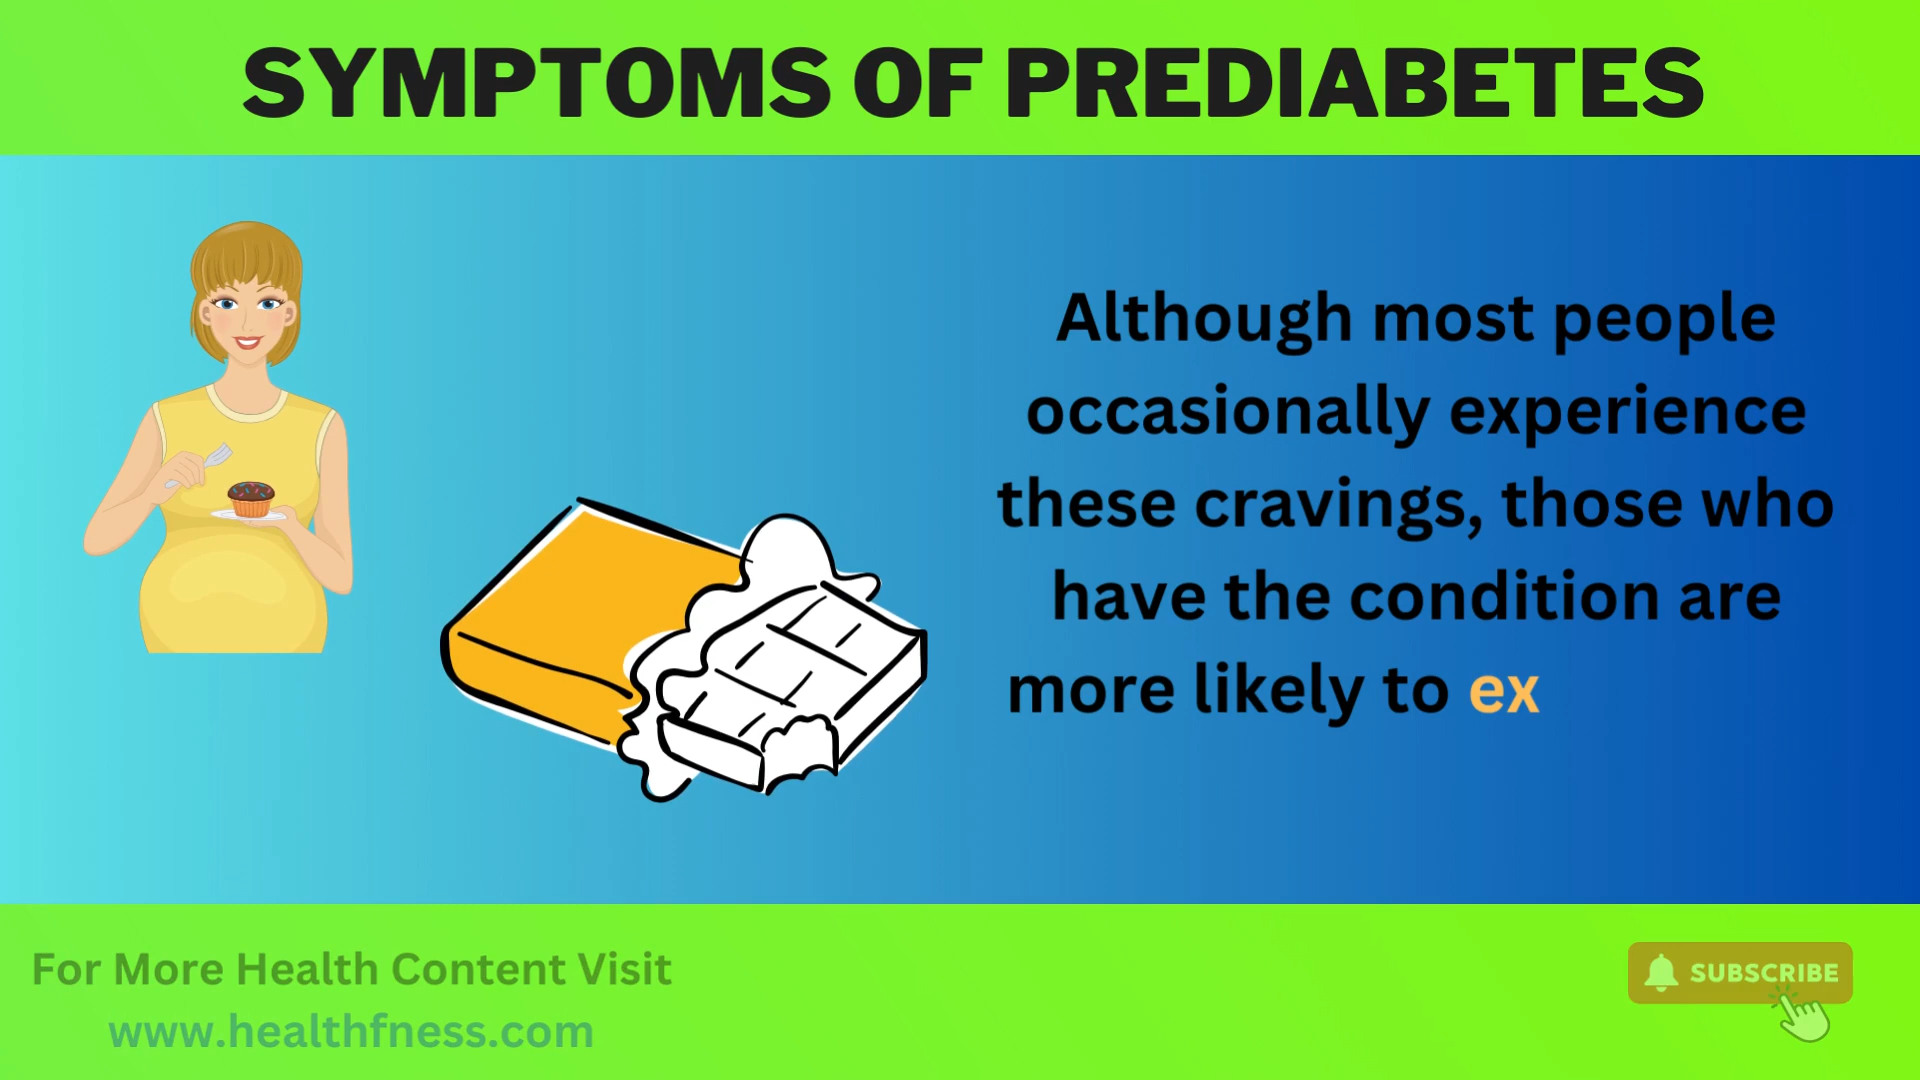 SYMPTOMS OF PREDIABETES
Although most people
occasionally experience
these cravings, those who
have the condition are
more likely to ex
For More Health Content Visit
www.healthfness.com
SUBSCRIBE